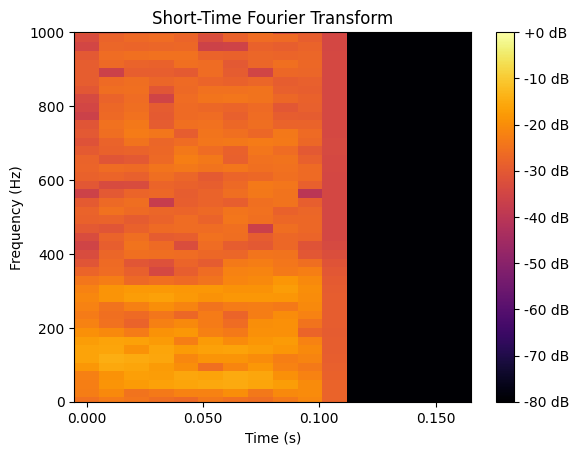 Short-Time Fourier Transform
1000
800
600
400
200
0
Frequency (Hz)
0.000
0.050
0.100
0.150
Time (s)
+0 dB
-10 dB
-20 dB
-30 dB
-40 dB
-50 dB
-60 dB
-70 dB
-80 dB